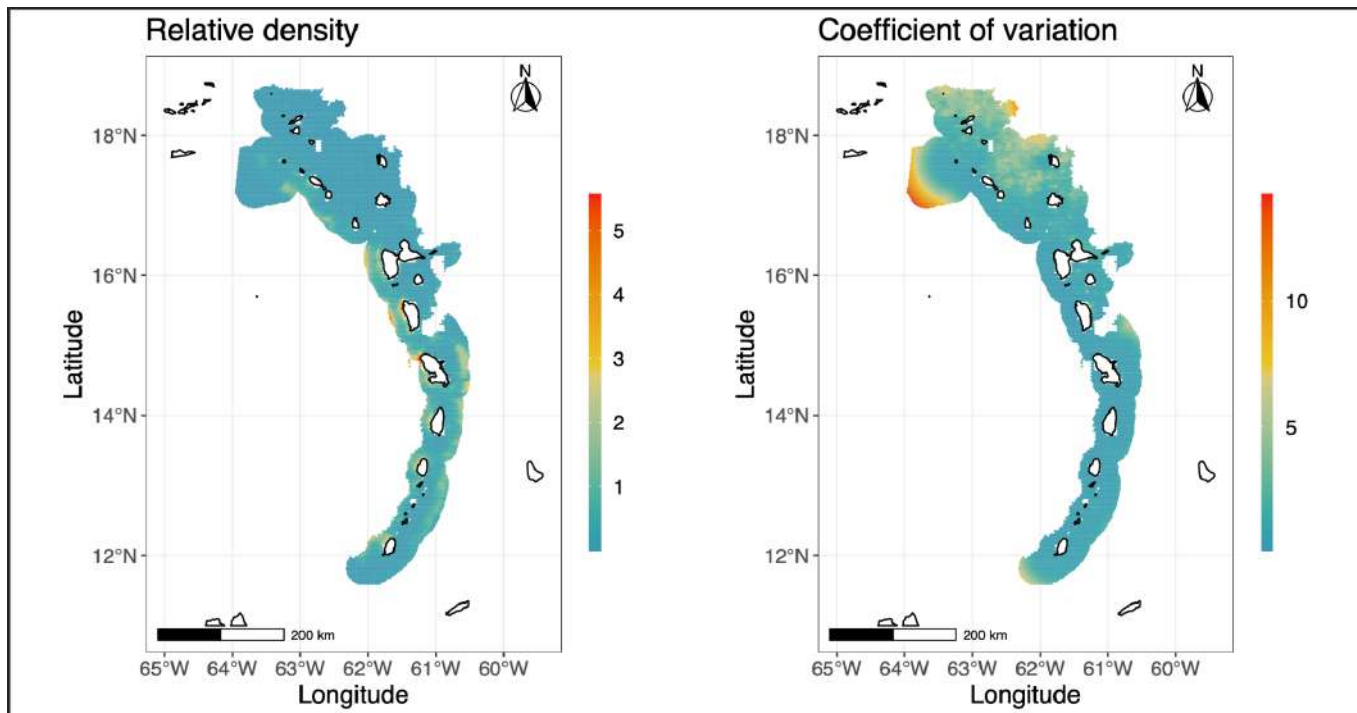 Relative density
N
18°N
16°N
14°N
12°N
Latitude
65°W 64°W 63°W 62°W 61°W 60°W
Longitude
200 km
5
4
3
2
1
Coefficient of variation
N
18°N
16°N
14°N
12°N
Latitude
65°W 64°W 63°W 62°W 61°W 60°W
Longitude
200 km
10
5